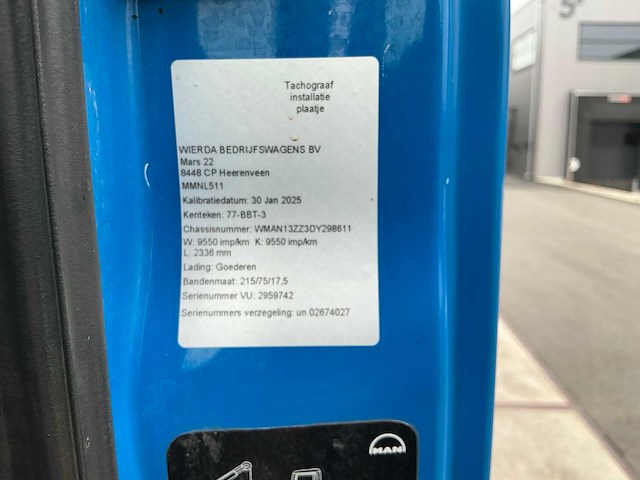 Tachograaf
installatie
plaatje
WIERDA BEDRIJFSWAGENS BV
Mars 22
8448 CP Heerenveen
MMNL511
Kalibratiedatum: 30 Jan 2025
Kenteken: 77-BBT-3
Chassisnummer: WMAN13ZZ3DY298611
W: 9550 imp/km K: 9550 imp/km
L: 2336 mm
Lading: Goederen
Bandenmaat: 215/75/17,5
Serienummer VU: 2959742
Serienummers verzegeling: un 02674027
MAN